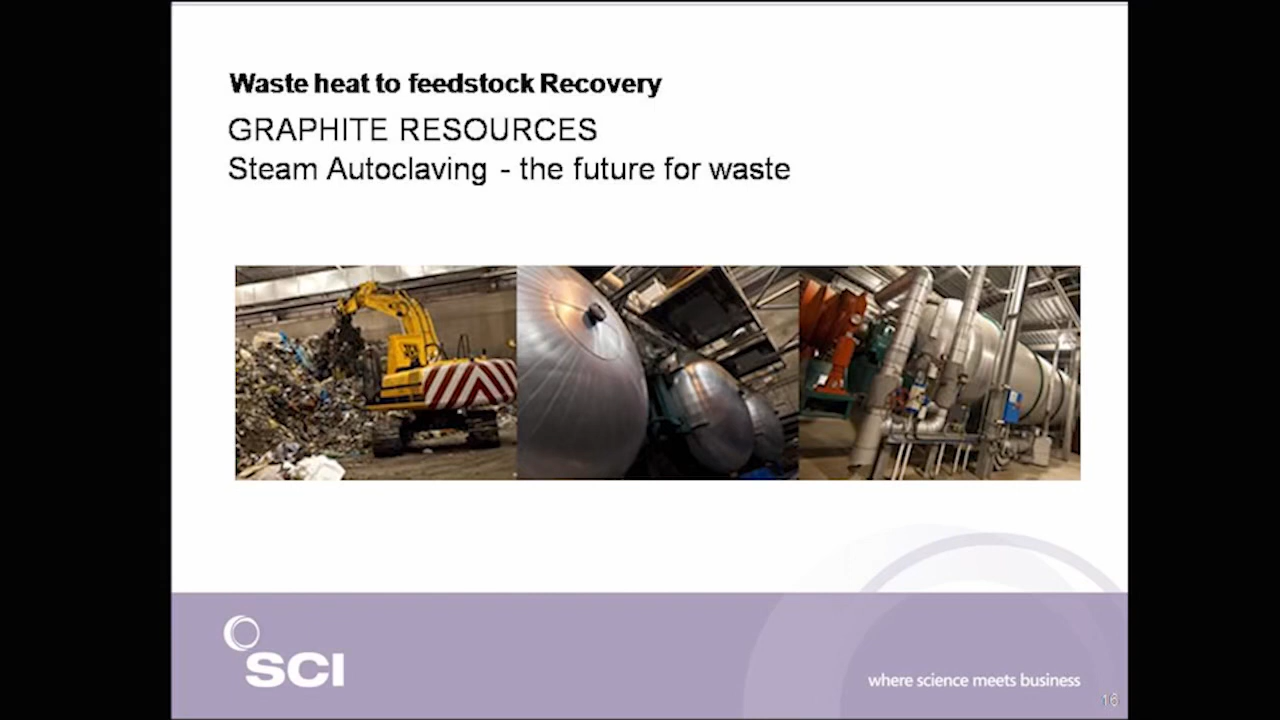 Waste heat to feedstock Recovery
GRAPHITE RESOURCES
Steam Autoclaving - the future for waste
SCI
where science meets business
16